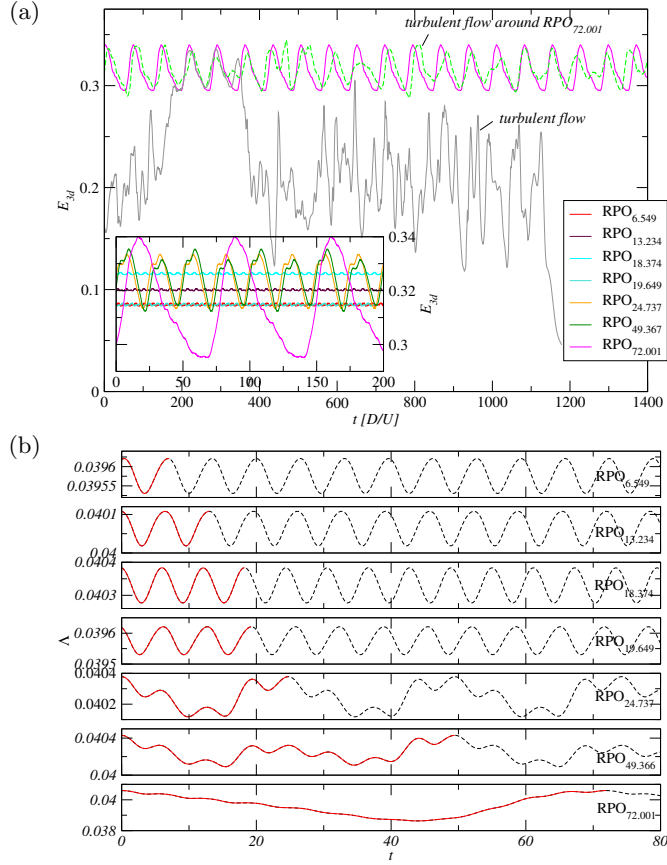 (a)
turbulent flow around RPO72.001
turbulent flow
0.3
0.2
0.1
0
E3d
0.34
0.32
0.3
E3d
0 50 100 150 200
RPO6.549
RPO13.234
RPO18.374
RPO19.649
RPO24.737
RPO49.367
RPO72.001
0 200 400 600 800 1000 1200 1400
t [D/U]
(b)
0.0396
0.03955
RPO6.549
0.0401
0.04
RPO13.234
0.0404
0.0403
RPO18.374
0.0396
0.0395
RPO19.649
Λ
0.0404
0.0402
RPO24.737
0.0404
0.04
RPO49.366
0.04
0.038
RPO72.001
0 20 40 60 80
t